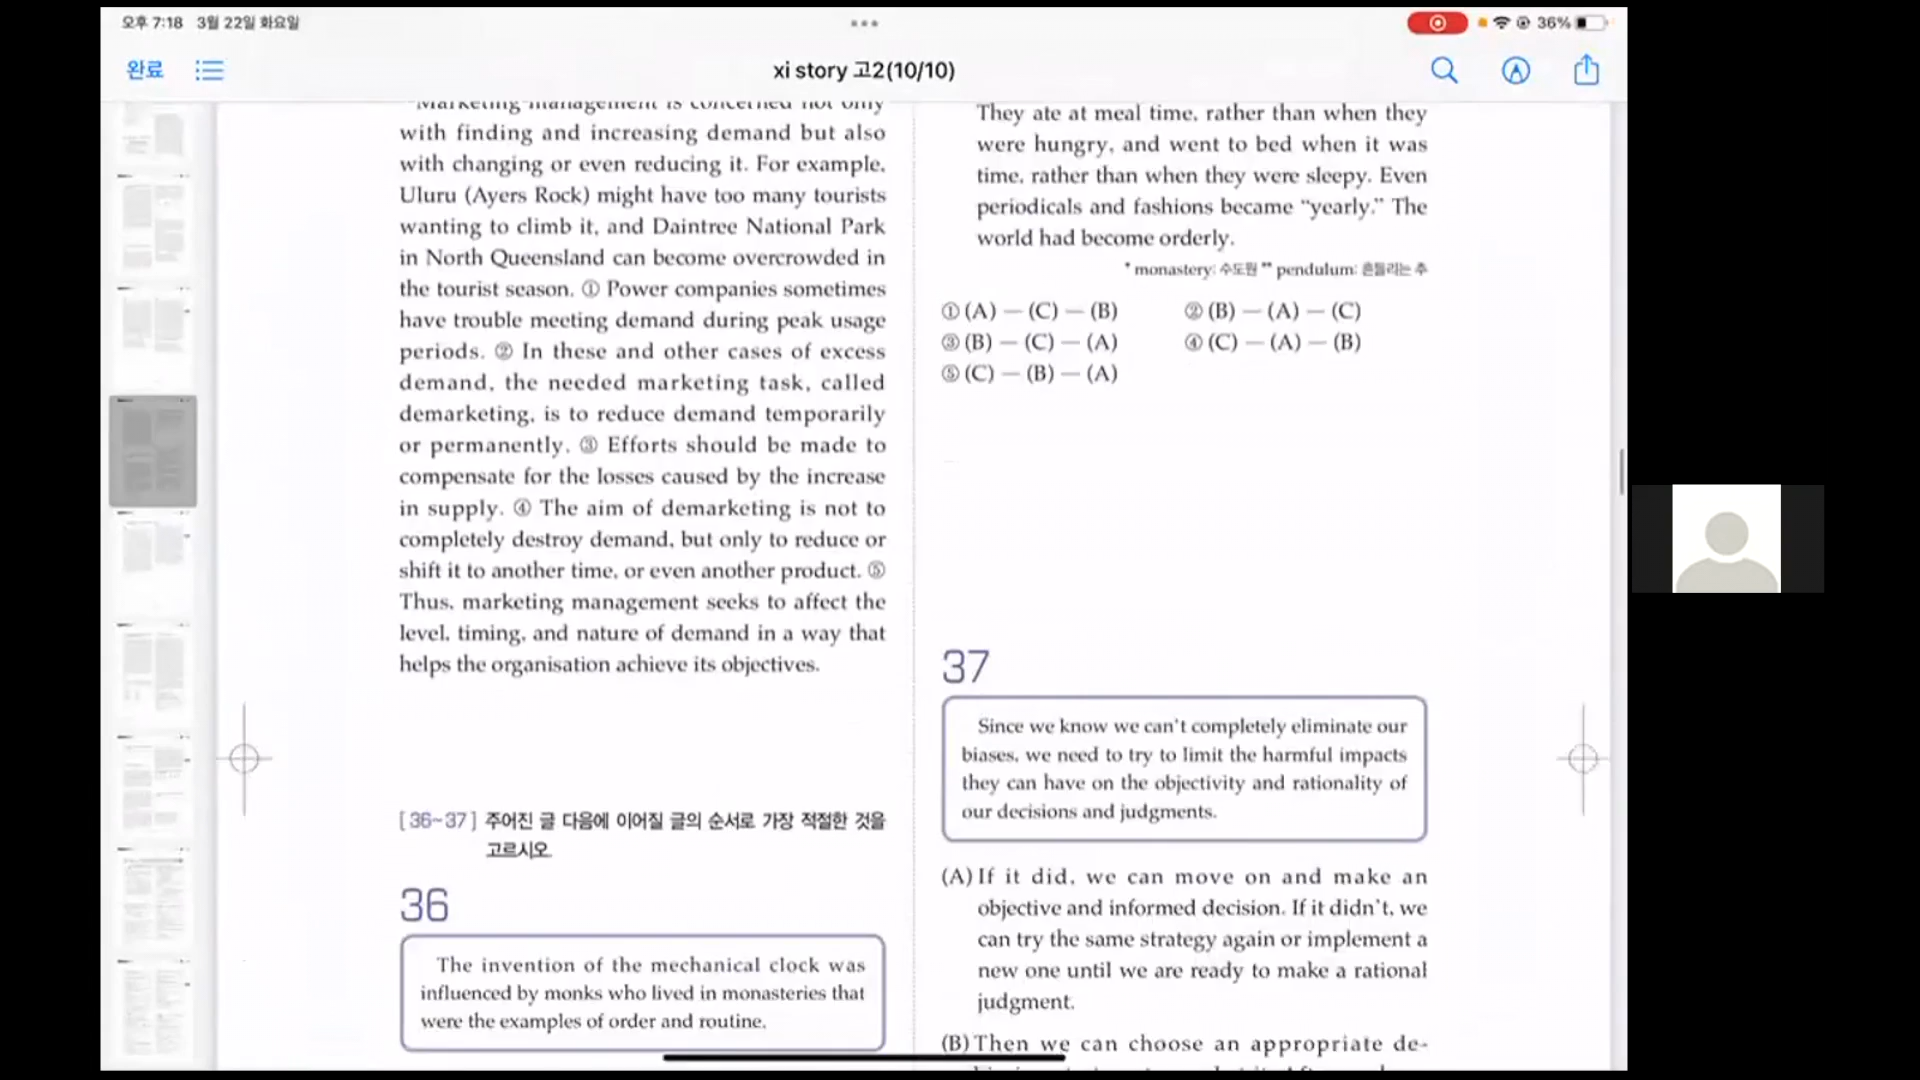 오후 7:18 3월 22일 화요일
36%
완료
xi story 고2(10/10)
Marketing management is concerned not only
with finding and increasing demand but also
with changing or even reducing it. For example,
Uluru (Ayers Rock) might have too many tourists
wanting to climb it, and Daintree National Park
in North Queensland can become overcrowded in
the tourist season. ① Power companies sometimes
have trouble meeting demand during peak usage
periods. ② In these and other cases of excess
demand, the needed marketing task, called
demarketing, is to reduce demand temporarily
or permanently. ③ Efforts should be made to
compensate for the losses caused by the increase
in supply. ④ The aim of demarketing is not to
completely destroy demand, but only to reduce or
shift it to another time, or even another product. ⑤
Thus, marketing management seeks to affect the
level, timing, and nature of demand in a way that
helps the organisation achieve its objectives.
[36~37] 주어진 글 다음에 이어질 글의 순서로 가장 적절한 것을
고르시오.
36
The invention of the mechanical clock was
influenced by monks who lived in monasteries that
were the examples of order and routine.
They ate at meal time, rather than when they
were hungry, and went to bed when it was
time, rather than when they were sleepy. Even
periodicals and fashions became “yearly.” The
world had become orderly.
* monastery: 수도원 ** pendulum: 흔들리는 추
① (A) — (C) — (B)
② (B) — (A) — (C)
③ (B) — (C) — (A)
④ (C) — (A) — (B)
⑤ (C) — (B) — (A)
37
Since we know we can't completely eliminate our
biases, we need to try to limit the harmful impacts
they can have on the objectivity and rationality of
our decisions and judgments.
(A) If it did, we can move on and make an
objective and informed decision. If it didn't, we
can try the same strategy again or implement a
new one until we are ready to make a rational
judgment.
(B) Then we can choose an appropriate de-